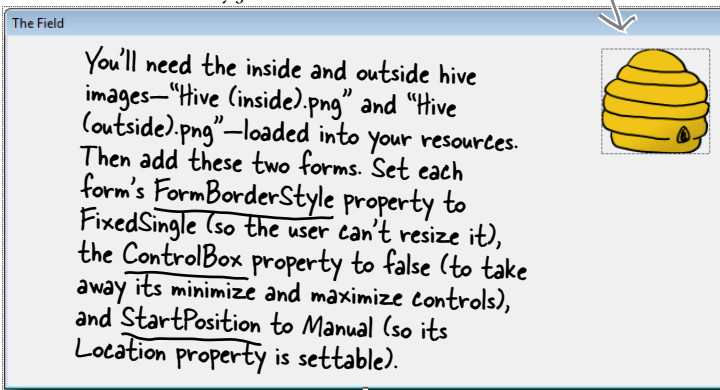 The Field
You'll need the inside and outside hive
images—"Hive (inside).png" and "Hive
(outside).png"—loaded into your resources.
Then add these two forms. Set each
form's FormBorderStyle property to
FixedSingle (so the user can't resize it),
the ControlBox property to false (to take
away its minimize and maximize controls),
and StartPosition to Manual (so its
Location property is settable).